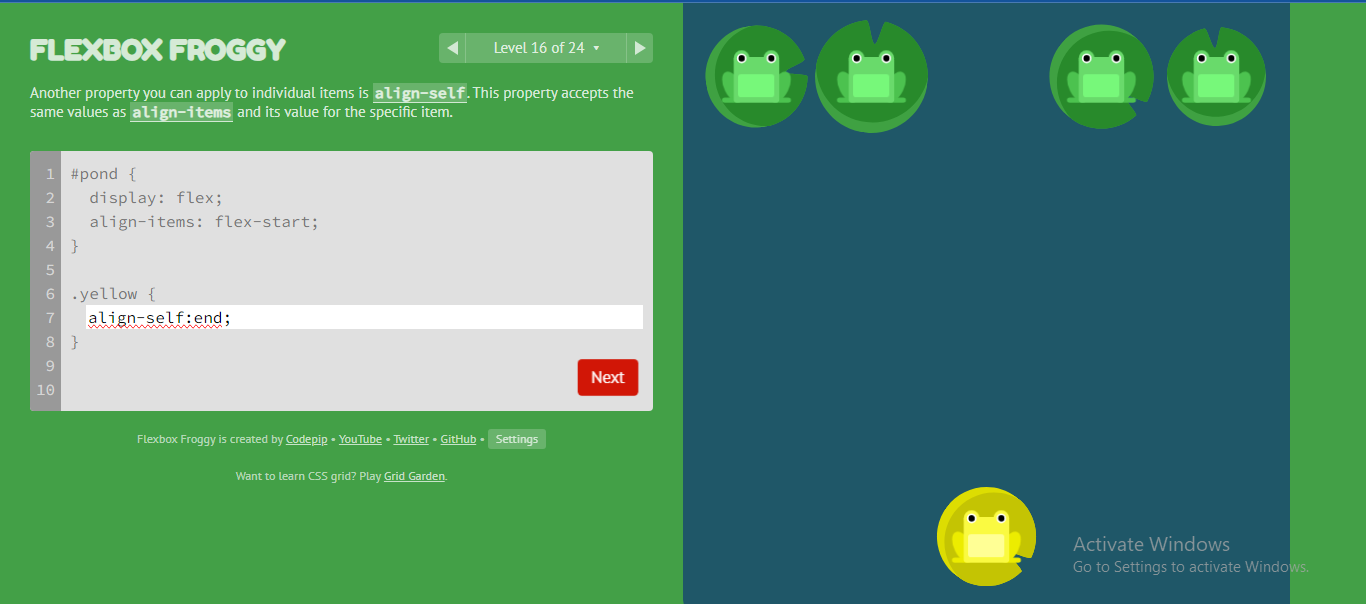 FLEXBOX FROGGY
◀ Level 16 of 24 ▾ ▶
Another property you can apply to individual items is align-self. This property accepts the
same values as align-items and its value for the specific item.
1 #pond {
2 display: flex;
3 align-items: flex-start;
4 }
5
6 .yellow {
7 align-self:end;
8 }
9
10
Next
Flexbox Froggy is created by Codepip • YouTube • Twitter • GitHub • Settings
Want to learn CSS grid? Play Grid Garden.
Activate Windows
Go to Settings to activate Windows.